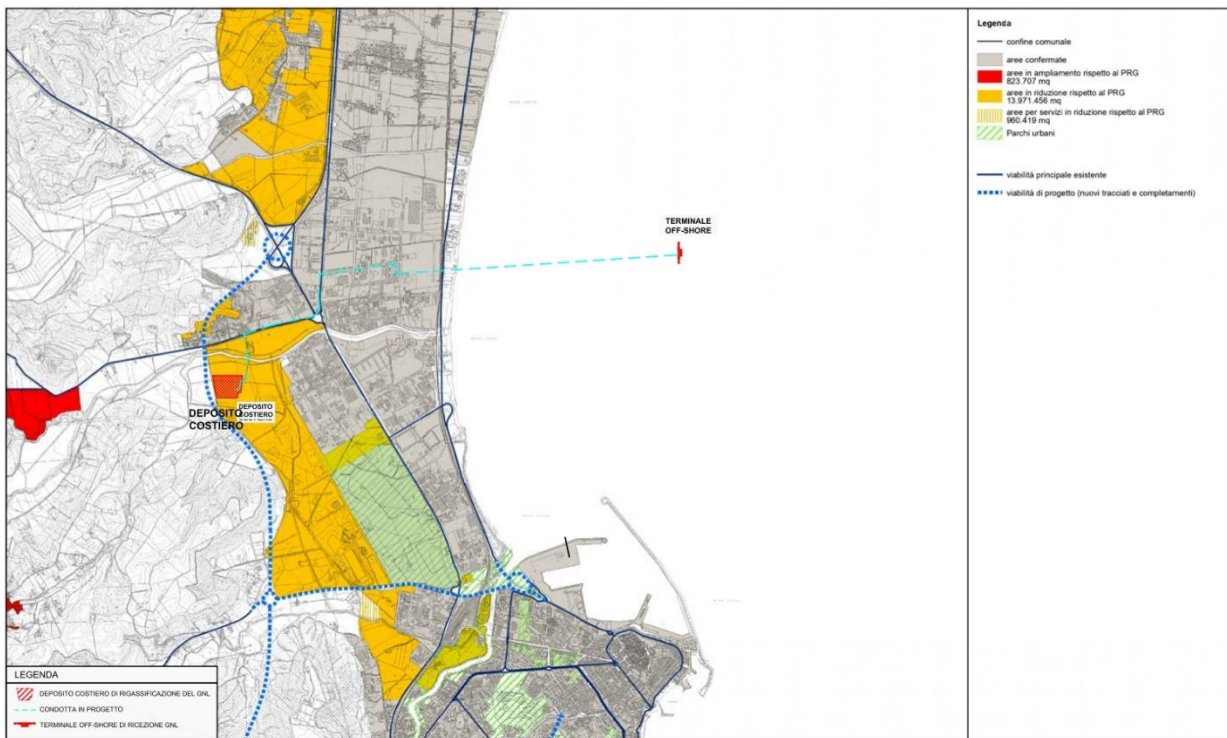 Legenda
confine comunale
aree confermate
aree in ampliamento rispetto al PRG
823.707 mq
aree in riduzione rispetto al PRG
13.971.456 mq
aree per servizi in riduzione rispetto al PRG
960.419 mq
Parchi urbani
viabilità principale esistente
viabilità di progetto (nuovi tracciati e completamenti)
TERMINALE
OFF-SHORE
DEPOSITO
COSTIERO
DEPOSITO
COSTIERO
LEGENDA
DEPOSITO COSTIERO DI RIGASSIFICAZIONE DEL GNL
CONDOTTA IN PROGETTO
TERMINALE OFF-SHORE DI RICEZIONE GNL